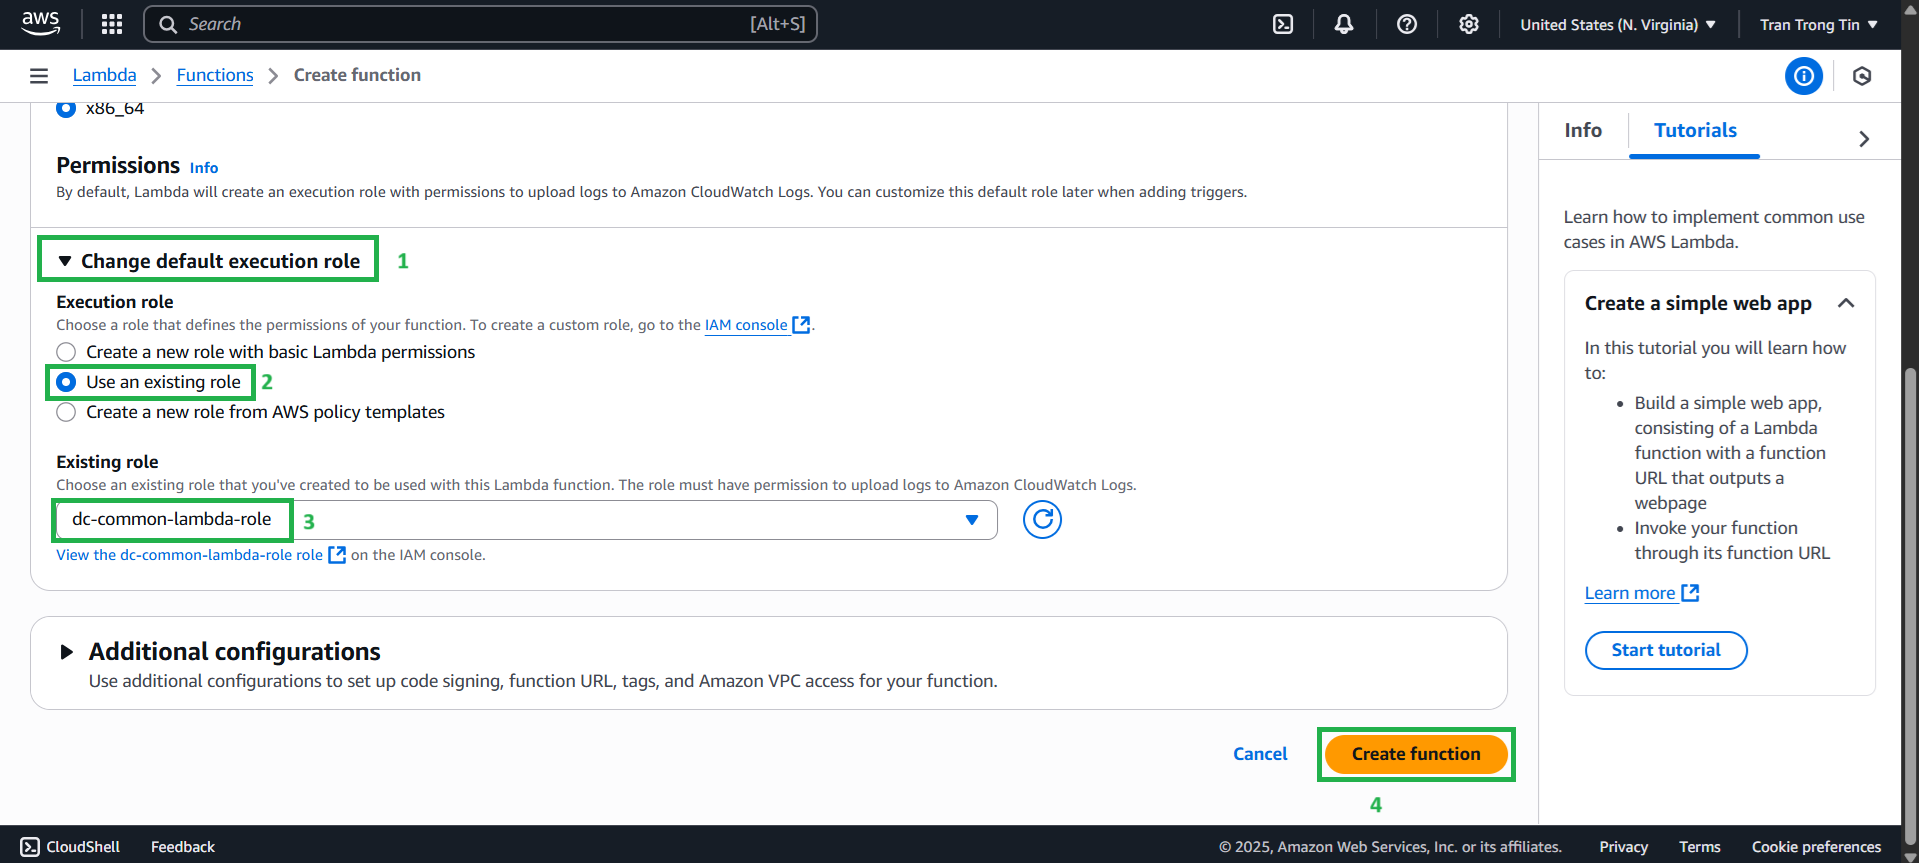 aws
Search
[Alt+S]
United States (N. Virginia)
Tran Trong Tin
Lambda
Functions
Create function
x86_64
Permissions Info
By default, Lambda will create an execution role with permissions to upload logs to Amazon CloudWatch Logs. You can customize this default role later when adding triggers.
Change default execution role
1
Execution role
Choose a role that defines the permissions of your function. To create a custom role, go to the IAM console.
Create a new role with basic Lambda permissions
Use an existing role
2
Create a new role from AWS policy templates
Existing role
Choose an existing role that you've created to be used with this Lambda function. The role must have permission to upload logs to Amazon CloudWatch Logs.
dc-common-lambda-role
3
View the dc-common-lambda-role role on the IAM console.
Additional configurations
Use additional configurations to set up code signing, function URL, tags, and Amazon VPC access for your function.
Cancel
Create function
4
Info
Tutorials
Learn how to implement common use
cases in AWS Lambda.
Create a simple web app
In this tutorial you will learn how
to:
• Build a simple web app,
consisting of a Lambda
function with a function
URL that outputs a
webpage
• Invoke your function
through its function URL
Learn more
Start tutorial
CloudShell
Feedback
© 2025, Amazon Web Services, Inc. or its affiliates.
Privacy
Terms
Cookie preferences